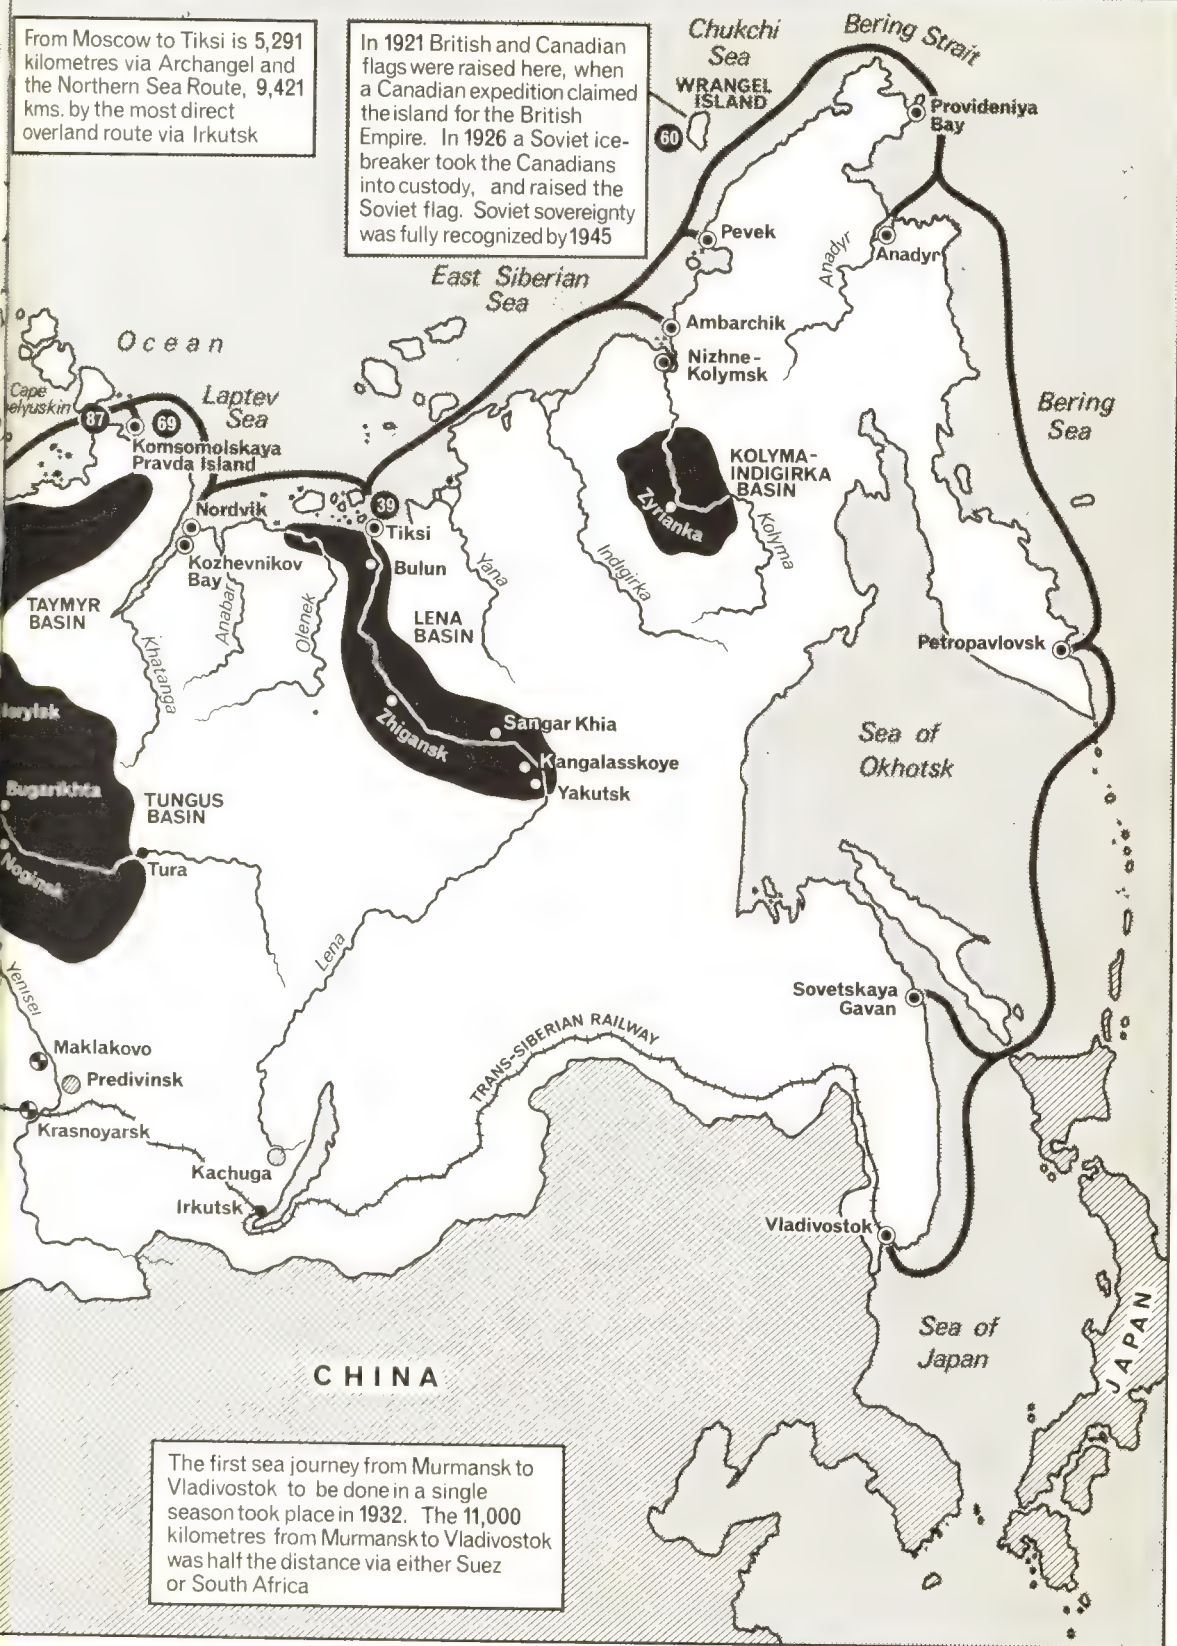 From Moscow to Tiksi is 5,291
kilometres via Archangel and
the Northern Sea Route, 9,421
kms. by the most direct
overland route via Irkutsk
In 1921 British and Canadian
flags were raised here, when
a Canadian expedition claimed
the island for the British
Empire. In 1926 a Soviet ice-
breaker took the Canadians
into custody, and raised the
Soviet flag. Soviet sovereignty
was fully recognized by 1945
Chukchi
Sea
Bering Strait
WRANGEL
ISLAND
60
Provideniya
Bay
Pevek
Anadyr
Anadyr
East Siberian
Sea
Ambarchik
Nizhne-
Kolymsk
Ocean
Cape
elyuskin
Laptev
Sea
87
69
Komsomolskaya
Pravda Island
Bering
Sea
KOLYMA-
INDIGIRKA
BASIN
Zyrianka
Kolyma
Indigirka
Nordvik
39
Tiksi
Kozhevnikov
Bay
Bulun
Yana
TAYMYR
BASIN
Khatanga
Anabar
Olenek
LENA
BASIN
Petropavlovsk
Zhigansk
Sangar Khia
Kangalasskoye
Yakutsk
Sea of
Okhotsk
Bugarikhta
TUNGUS
BASIN
Noginsk
Tura
Lena
Yenisei
Sovetskaya
Gavan
Maklakovo
Predivinsk
Krasnoyarsk
TRANS-SIBERIAN RAILWAY
Kachuga
Irkutsk
Vladivostok
Sea of
Japan
JAPAN
CHINA
The first sea journey from Murmansk to
Vladivostok to be done in a single
season took place in 1932. The 11,000
kilometres from Murmansk to Vladivostok
was half the distance via either Suez
or South Africa